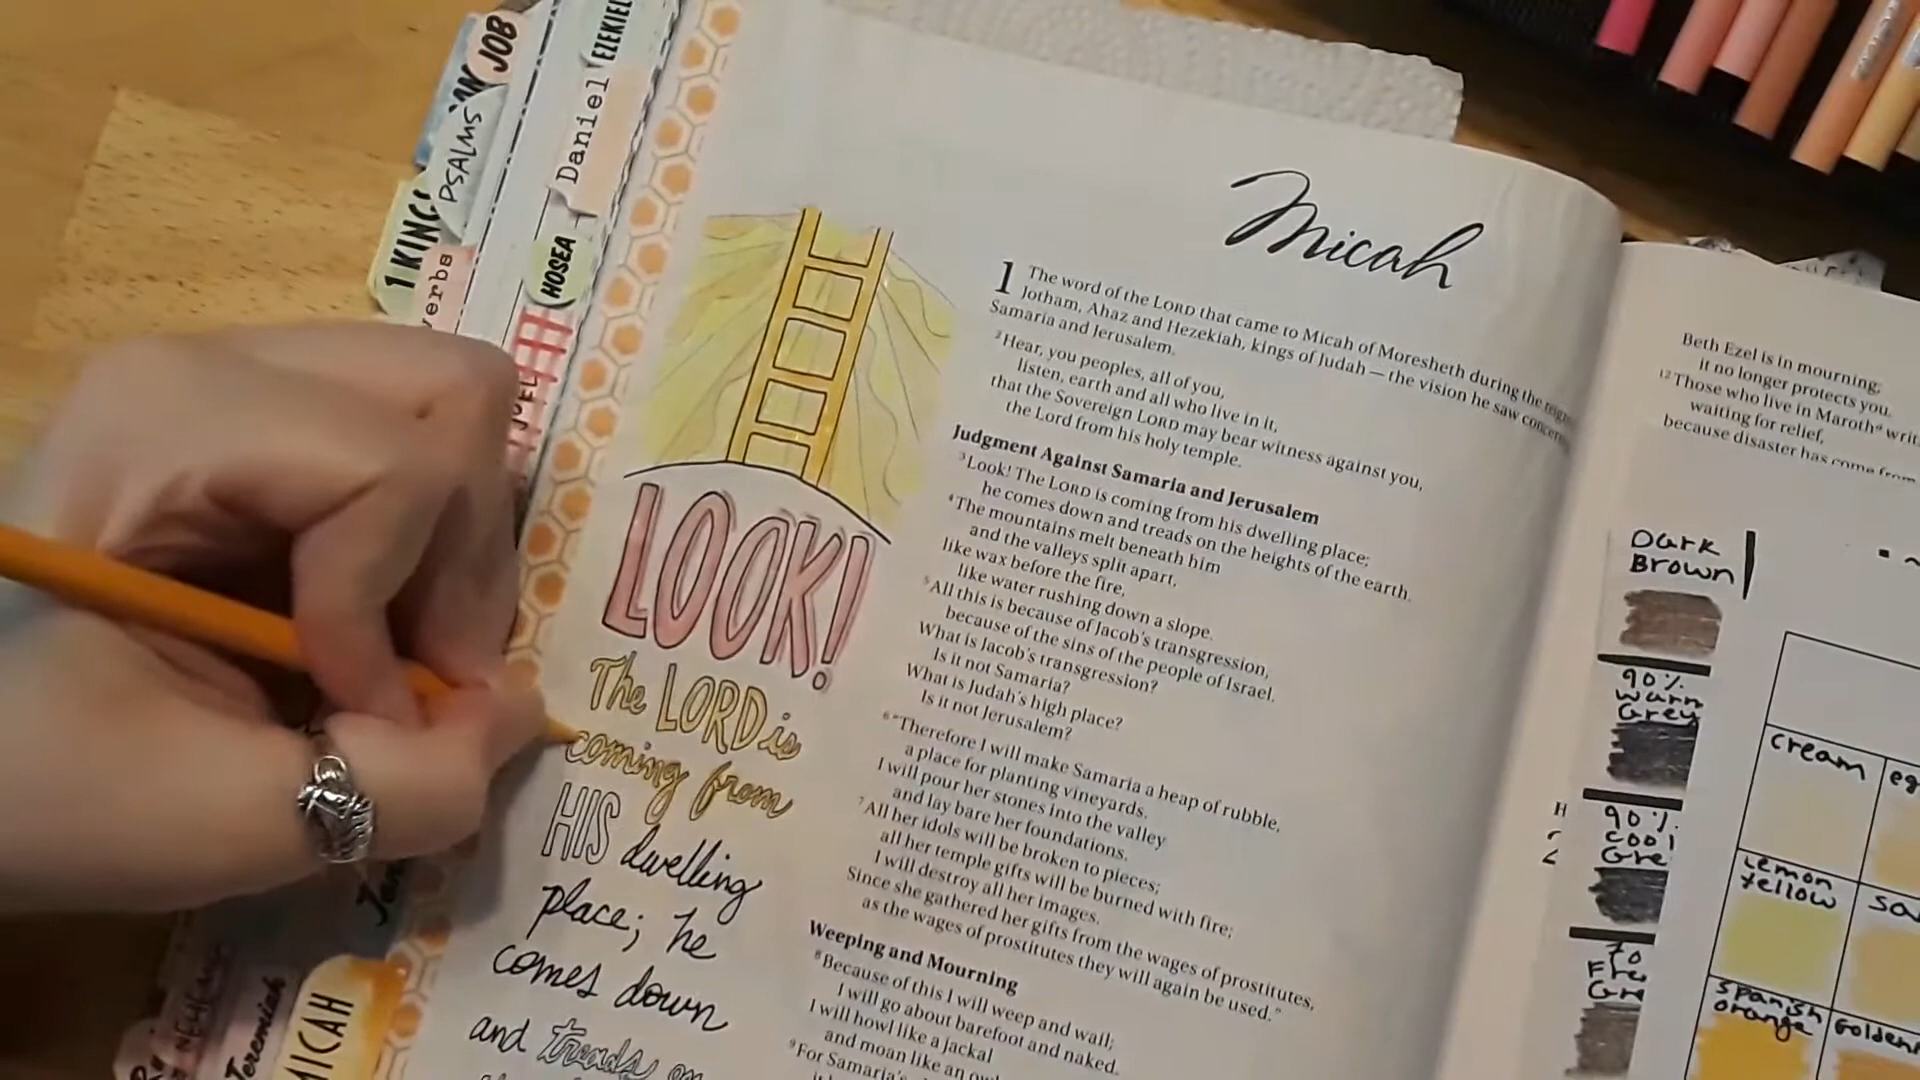 JOB
EZEKIEL
PSALMS
Daniel
1 KING
verbs
HOSEA
Micah
1 The word of the LORD that came to Micah of Moresheth during the
Jotham, Ahaz and Hezekiah, kings of Judah — the vision he saw
Samaria and Jerusalem.
2 Hear, you peoples, all of you,
listen, earth and all who live in it,
that the Sovereign LORD may bear witness against you,
the Lord from his holy temple.
Judgment Against Samaria and Jerusalem
3 Look! The LORD is coming from his dwelling place;
he comes down and treads on the heights of the earth.
4 The mountains melt beneath him
and the valleys split apart,
like wax before the fire,
like water rushing down a slope.
5 All this is because of Jacob's transgression,
because of the sins of the people of Israel.
What is Jacob's transgression?
Is it not Samaria?
What is Judah's high place?
Is it not Jerusalem?
6 "Therefore I will make Samaria a heap of rubble,
a place for planting vineyards.
I will pour her stones into the valley
and lay bare her foundations.
7 All her idols will be broken to pieces;
all her temple gifts will be burned with fire;
I will destroy all her images.
Since she gathered her gifts from the wages of prostitutes,
as the wages of prostitutes they will again be used."
Weeping and Mourning
8 Because of this I will weep and wail;
I will go about barefoot and naked.
I will howl like a jackal
and moan like an
9 For Samaria's
LOOK!
The LORD is
coming from
HIS dwelling
place; he
comes down
and treads on
Jeremiah
MICAH
Beth Ezel is in mourning;
it no longer protects you.
12 Those who live in Maroth
waiting for relief,
because disaster has come from
Dark
Brown
90%
Warm
Grey
90%
Cool
Gre
cream
Lemon
Yellow
Spanish
orange